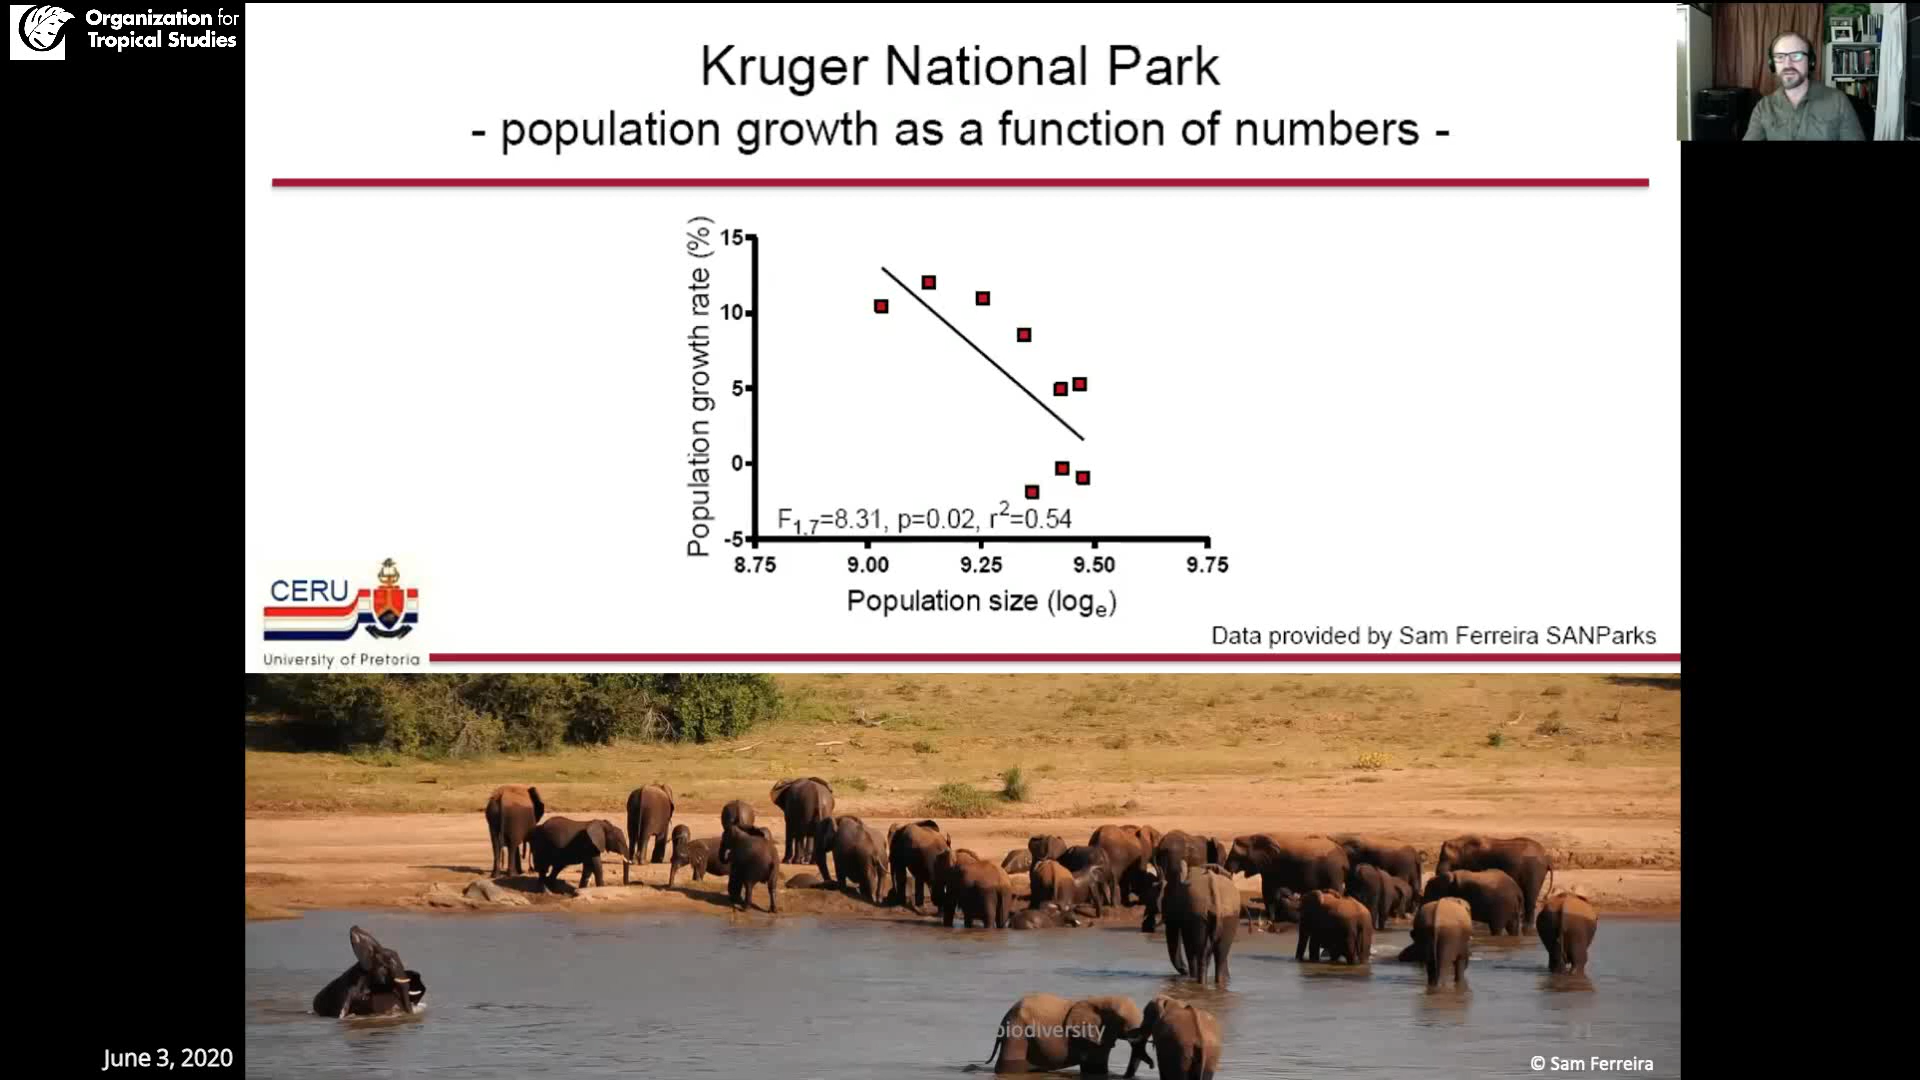 Organization for
Tropical Studies
Kruger National Park
- population growth as a function of numbers -
Population growth rate (%)
15
10
5
0
-5
F1,7=8.31, p=0.02, r2=0.54
8.75 9.00 9.25 9.50 9.75
Population size (loge)
CERU
University of Pretoria
Data provided by Sam Ferreira SANParks
biodiversity
June 3, 2020
© Sam Ferreira